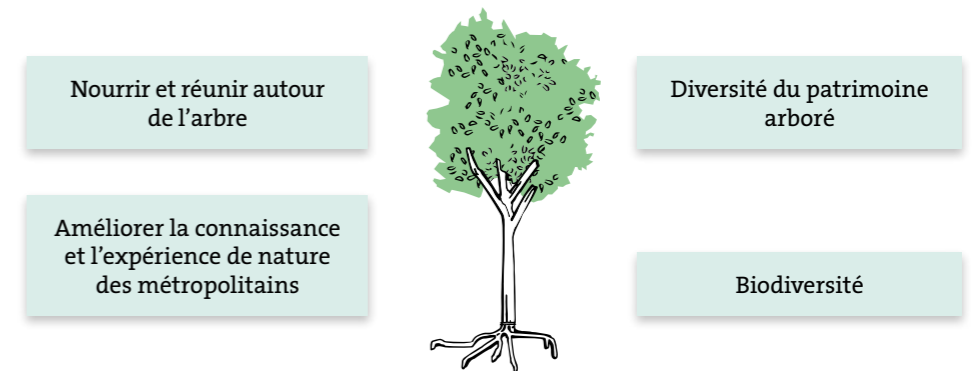 Nourrir et réunir autour
de l’arbre
Améliorer la connaissance
et l’expérience de nature
des métropolitains
Diversité du patrimoine
arboré
Biodiversité